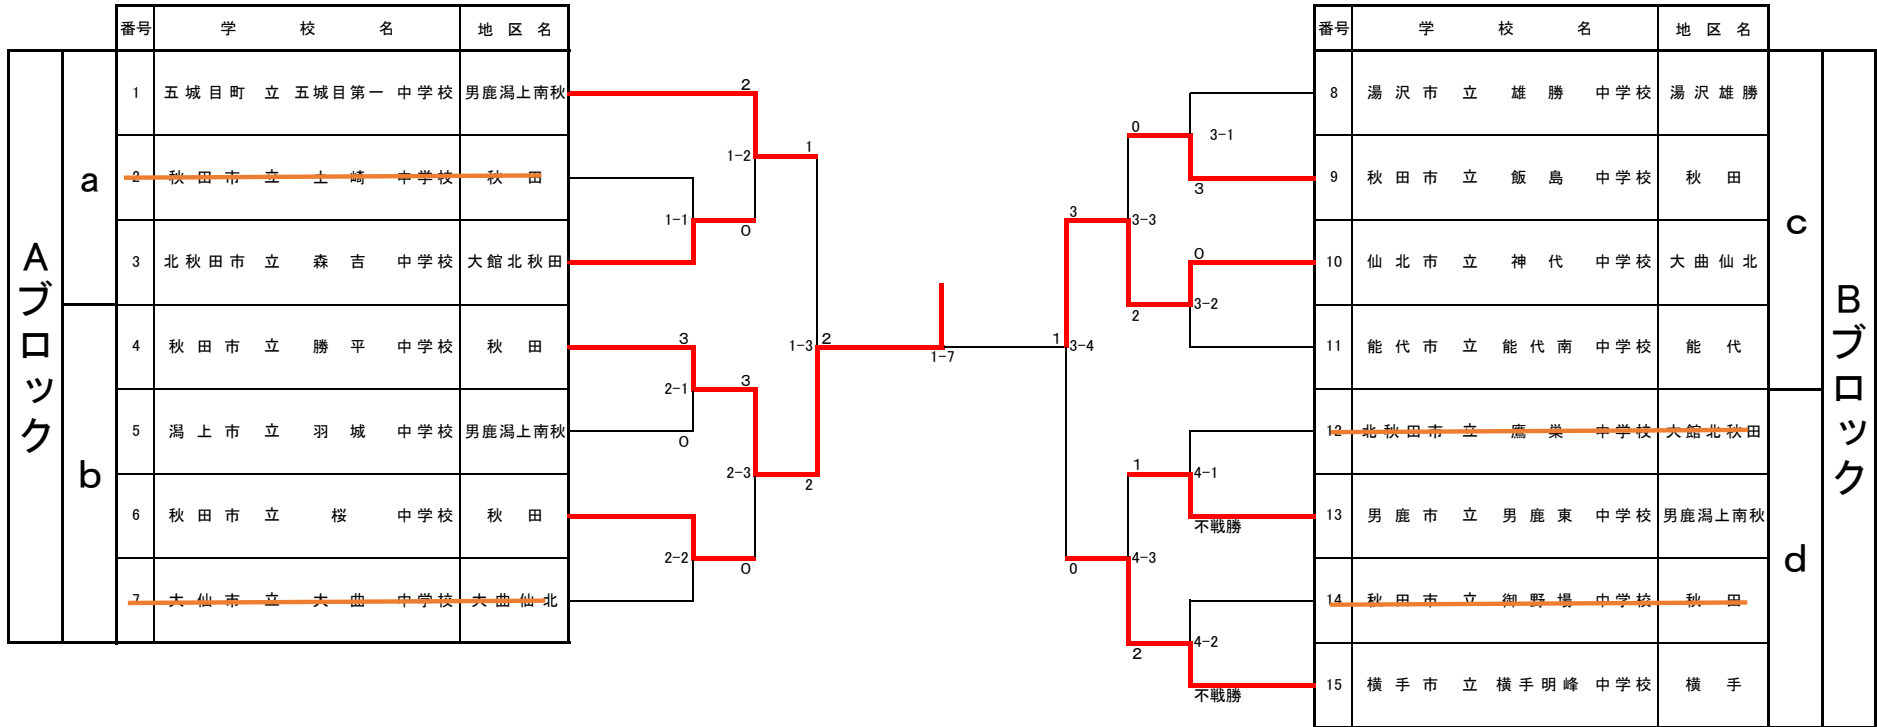 番号 学校名 地区名
1 五城目町 立 五城目第一 中学校 男鹿潟上南秋
2 秋田市 立 土崎 中学校 秋田
3 北秋田市 立 森吉 中学校 大館北秋田
4 秋田市 立 勝平 中学校 秋田
5 潟上市 立 羽城 中学校 男鹿潟上南秋
6 秋田市 立 桜 中学校 秋田
7 大仙市 立 大曲 中学校 大曲仙北
Aブロック
a
b
2
1-2
1
1-1
0
3
2-1
3
0
2-3
2
2-2
0
1-3
2
1-7
1
3-4
3
0
3-1
3
3-3
0
3-2
2
1
4-1
不戦勝
4-3
0
4-2
2
不戦勝
番号 学校名 地区名
8 湯沢市 立 雄勝 中学校 湯沢雄勝
9 秋田市 立 飯島 中学校 秋田
10 仙北市 立 神代 中学校 大曲仙北
11 能代市 立 能代南 中学校 能代
12 北秋田市 立 鷹巣 中学校 大館北秋田
13 男鹿市 立 男鹿東 中学校 男鹿潟上南秋
14 秋田市 立 御野場 中学校 秋田
15 横手市 立 横手明峰 中学校 横手
c
d
Bブロック